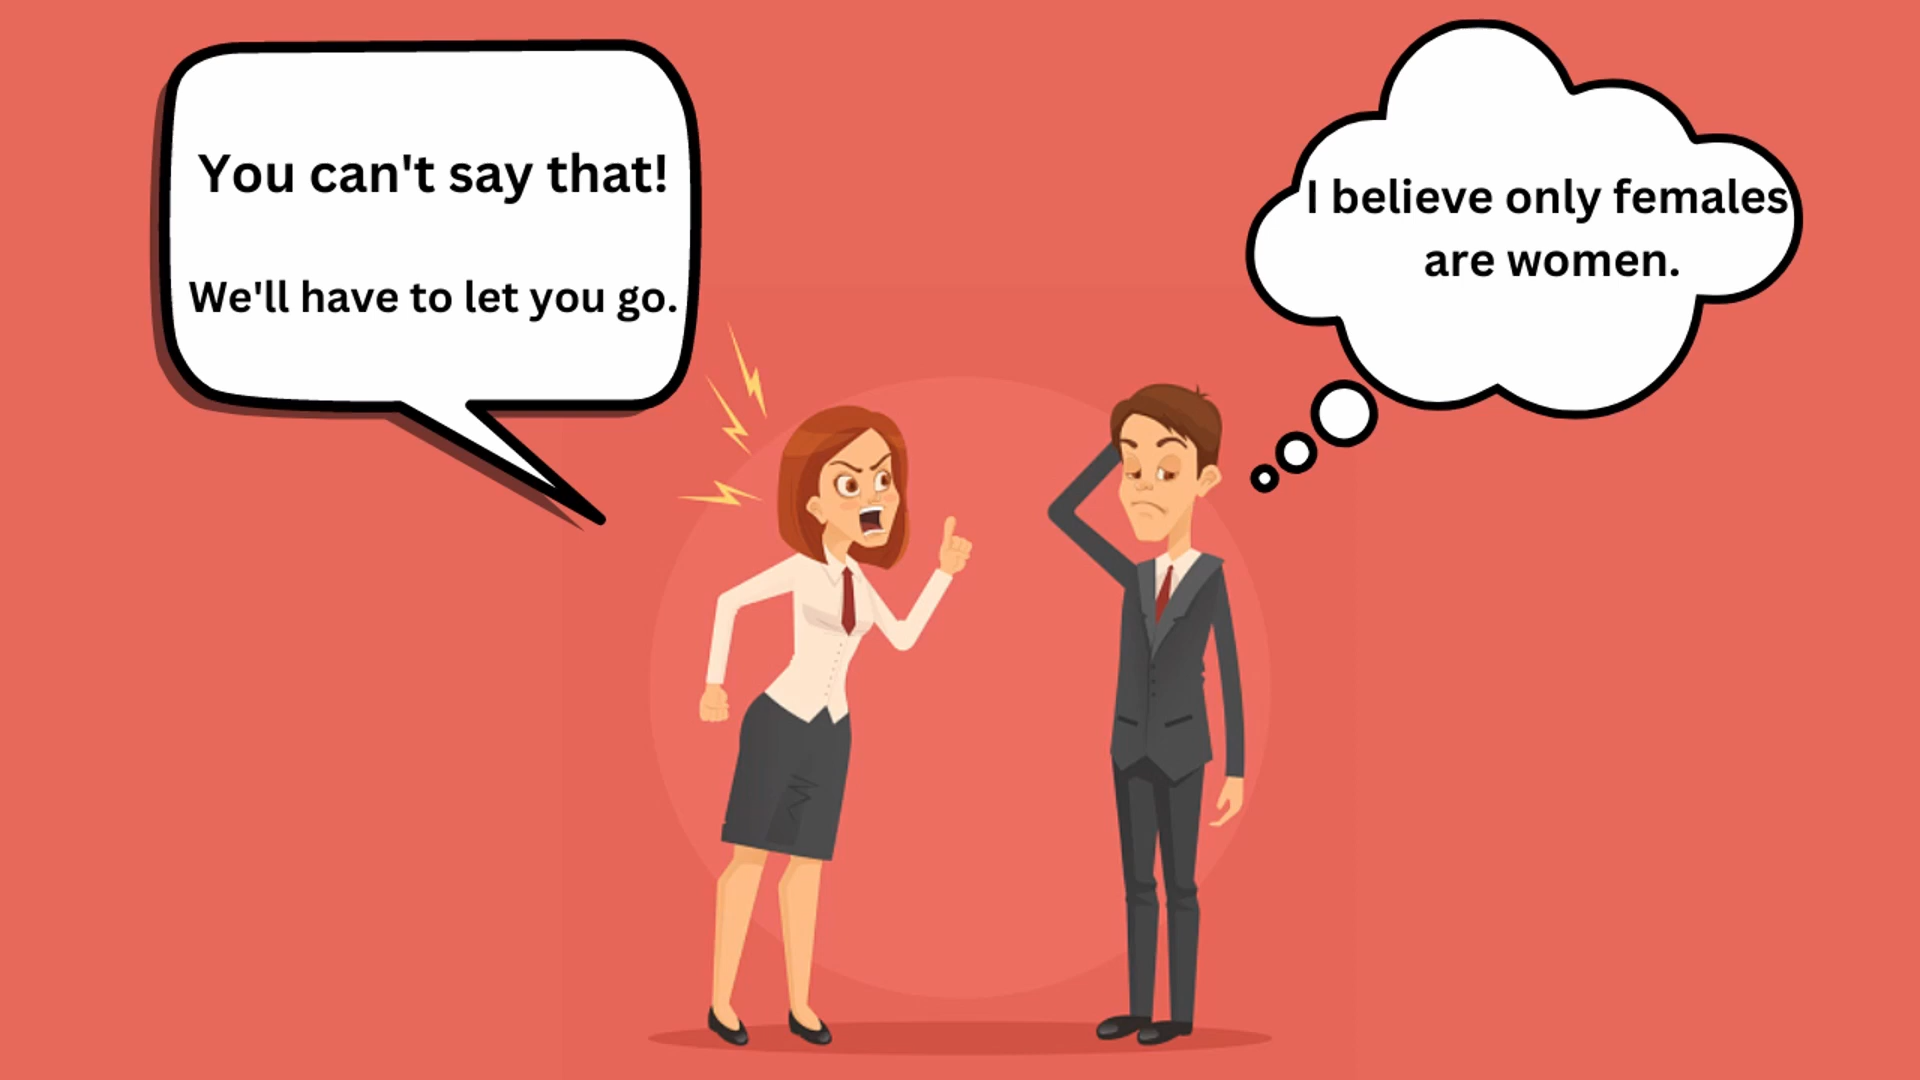 You can't say that!
We'll have to let you go.
I believe only females
are women.